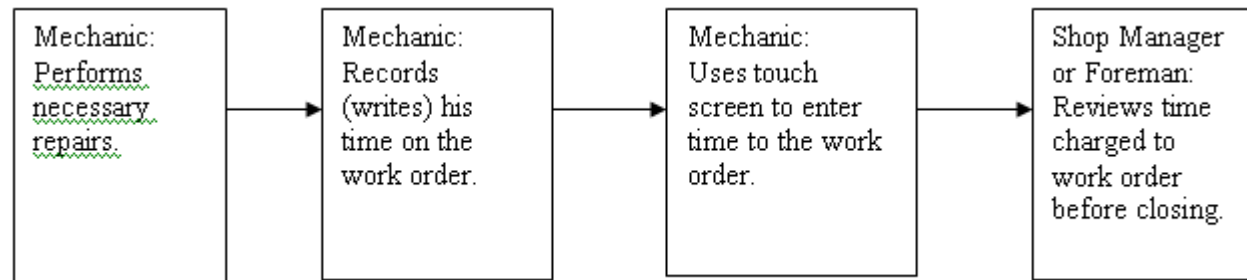 Mechanic:
Performs
necessary
repairs.
Mechanic:
Records
(writes) his
time on the
work order.
Mechanic:
Uses touch
screen to enter
time to the work
order.
Shop Manager
or Foreman:
Reviews time
charged to
work order
before closing.